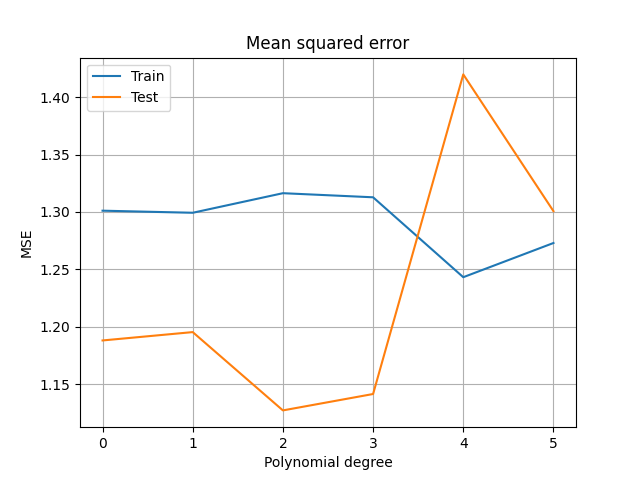 Mean squared error
Train
Test
1.40
1.35
1.30
1.25
1.20
1.15
MSE
0 1 2 3 4 5
Polynomial degree